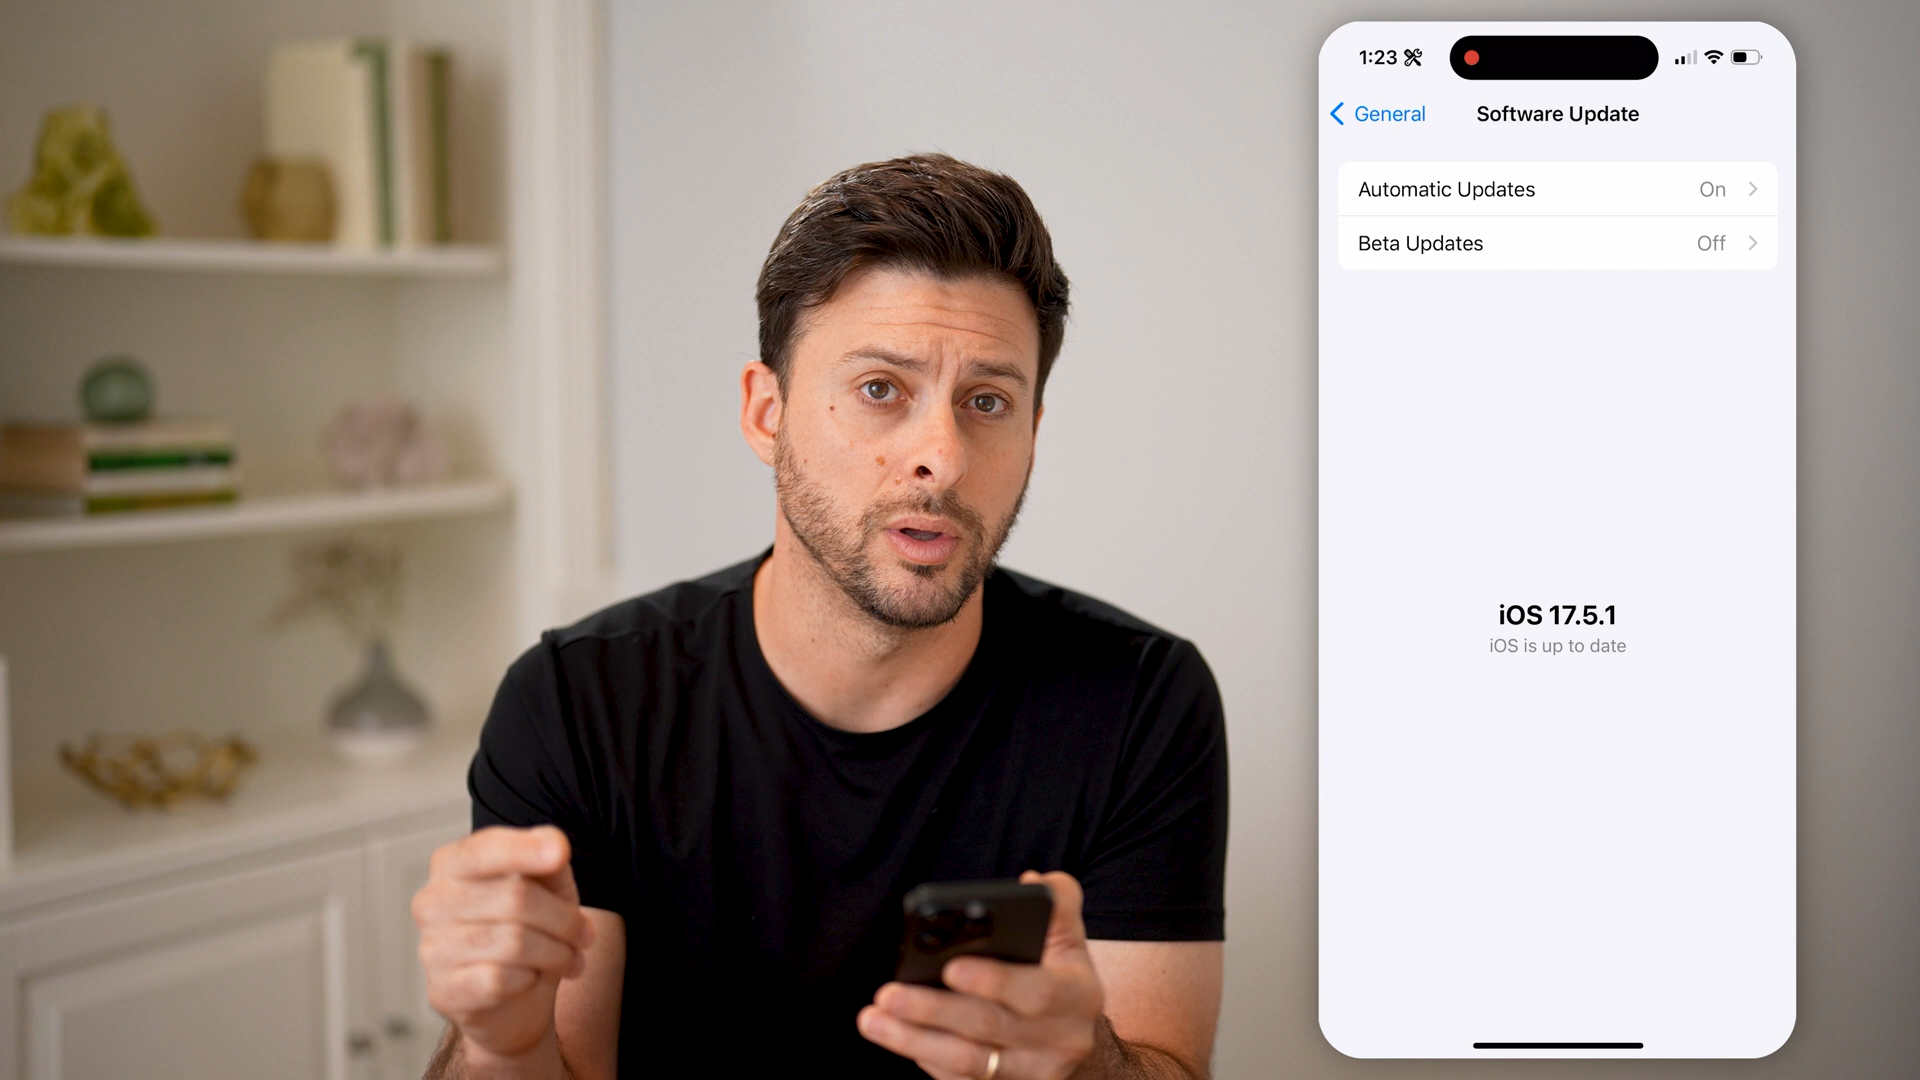 1:23
General
Software Update
Automatic Updates On
Beta Updates Off
iOS 17.5.1
iOS is up to date